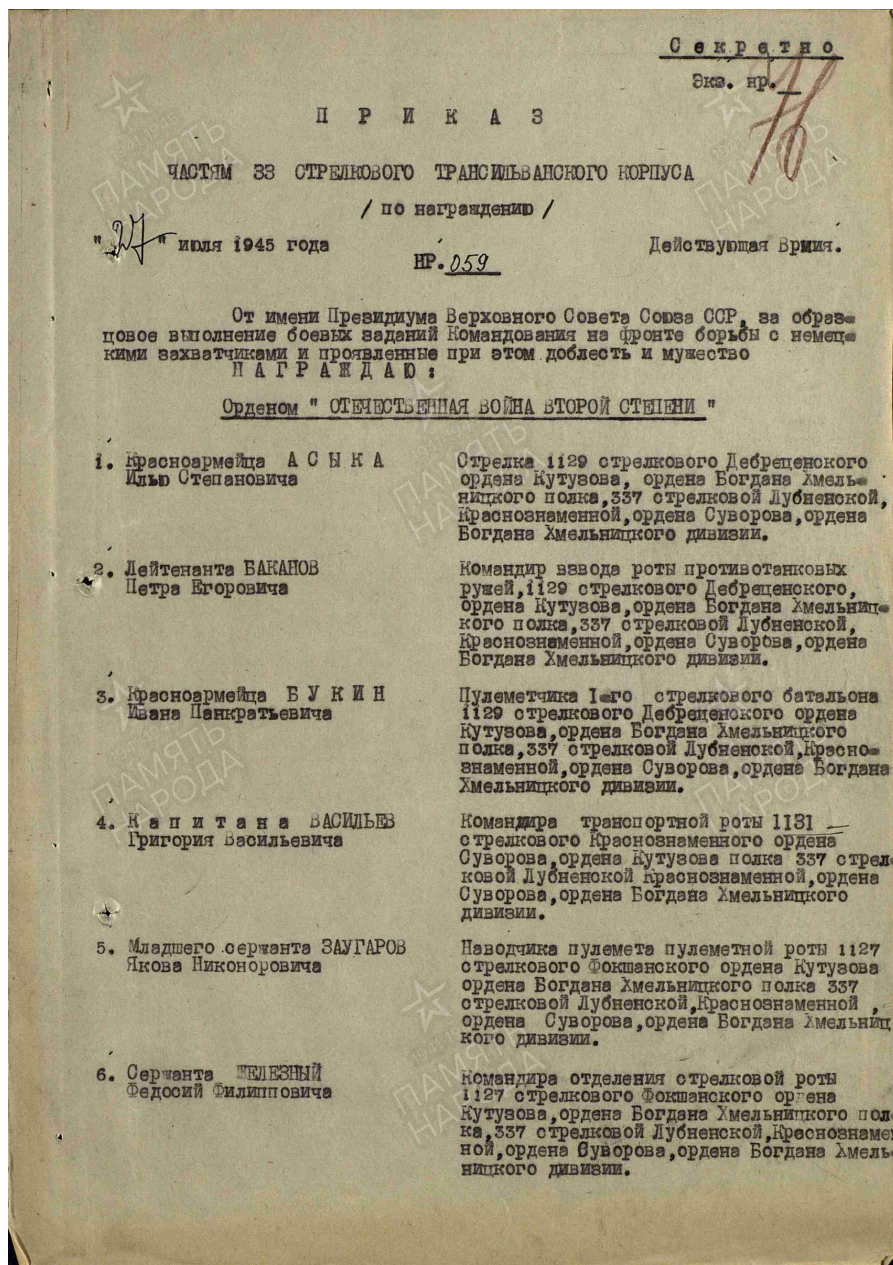 С е к р е т н о
Экз. нр.
76
П Р И К А З
ЧАСТЯМ 33 СТРЕЛКОВОГО ТРАНСИЛЬВАНСКОГО КОРПУСА
/ по награждению /
"27" июля 1945 года
НР. 059
Действующая Врмия.
От имени Президиума Верховного Совета Союза ССР, за образ-
цовое выполнение боевых заданий Командования на фронте борьбы с немец-
кими захватчиками и проявленные при этом доблесть и мужество
Н А Г Р А Ж Д А Ю :
Орденом " ОТЕЧЕСТВЕННАЯ ВОЙНА ВТОРОЙ СТЕПЕНИ "
1. Красноармейца А С Ы К А
Илью Степановича
Стрелка 1129 стрелкового Дебреценского
ордена Кутузова, ордена Богдана Хмель-
ницкого полка,337 стрелковой Лубненской,
Краснознаменной,ордена Суворова,ордена
Богдана Хмельницкого дивизии.
2. Лейтенанта БАКАНОВ
Петра Егоровича
Командир взвода роты противотанковых
ружей,1129 стрелкового Дебреценского,
ордена Кутузова,ордена Богдана Хмельниц-
кого полка,337 стрелковой Лубненской,
Краснознаменной,ордена Суворова,ордена
Богдана Хмельницкого дивизии.
3. Красноармейца Б У К И Н
Ивана Панкратьевича
Пулеметчика I-го стрелкового батальона
1129 стрелкового Дебреценского ордена
Кутузова,ордена Богдана Хмельницкого
полка,337 стрелковой Лубненской,Красно-
знаменной,ордена Суворова,ордена Богдана
Хмельницкого дивизии.
4. К а п и т а н а ВАСИЛЬЕВ
Григория Васильевича
Командира транспортной роты 1131
стрелкового Краснознаменного ордена
Суворова,ордена Кутузова полка 337 стрел
ковой Лубненской Краснознаменной,ордена
Суворова,ордена Богдана Хмельницкого
дивизии.
5. Младшего сержанта ЗАУГАРОВ
Якова Никоноровича
Наводчика пулемета пулеметной роты 1127
стрелкового Фокшанского ордена Кутузова
ордена Богдана Хмельницкого полка 337
стрелковой Лубненской,Краснознаменной ,
ордена Суворова,ордена Богдана Хмельниц
кого дивизии.
6. Сержанта ЖЕЛЕЗНЫЙ
Федосий Филипповича
Командира отделения стрелковой роты
1127 стрелкового Фокшанского ордена
Кутузова,ордена Богдана Хмельницкого пол
ка,337 стрелковой Лубненской,Краснознаме
ной,ордена Суворова,ордена Богдана Хмель-
ницкого дивизии.
ПАМЯТЬ
НАРОДА